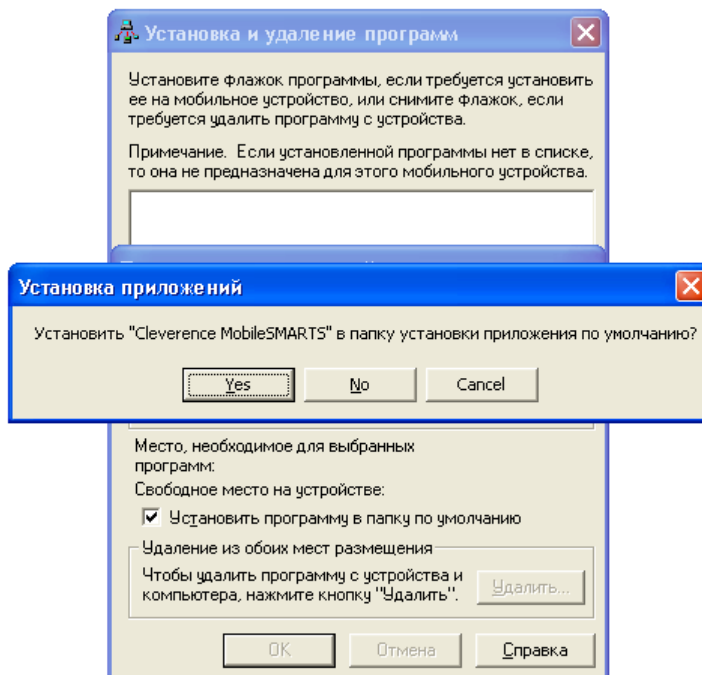 Установка и удаление программ
Установите флажок программы, если требуется установить
ее на мобильное устройство, или снимите флажок, если
требуется удалить программу с устройства.
Примечание. Если установленной программы нет в списке,
то она не предназначена для этого мобильного устройства.
Установка приложений
Установить "Cleverence MobileSMARTS" в папку установки приложения по умолчанию?
Yes
No
Cancel
Место, необходимое для выбранных
программ:
Свободное место на устройстве:
Установить программу в папку по умолчанию
Удаление из обоих мест размещения
Чтобы удалить программу с устройства и
компьютера, нажмите кнопку "Удалить".
Удалить...
OK
Отмена
Справка